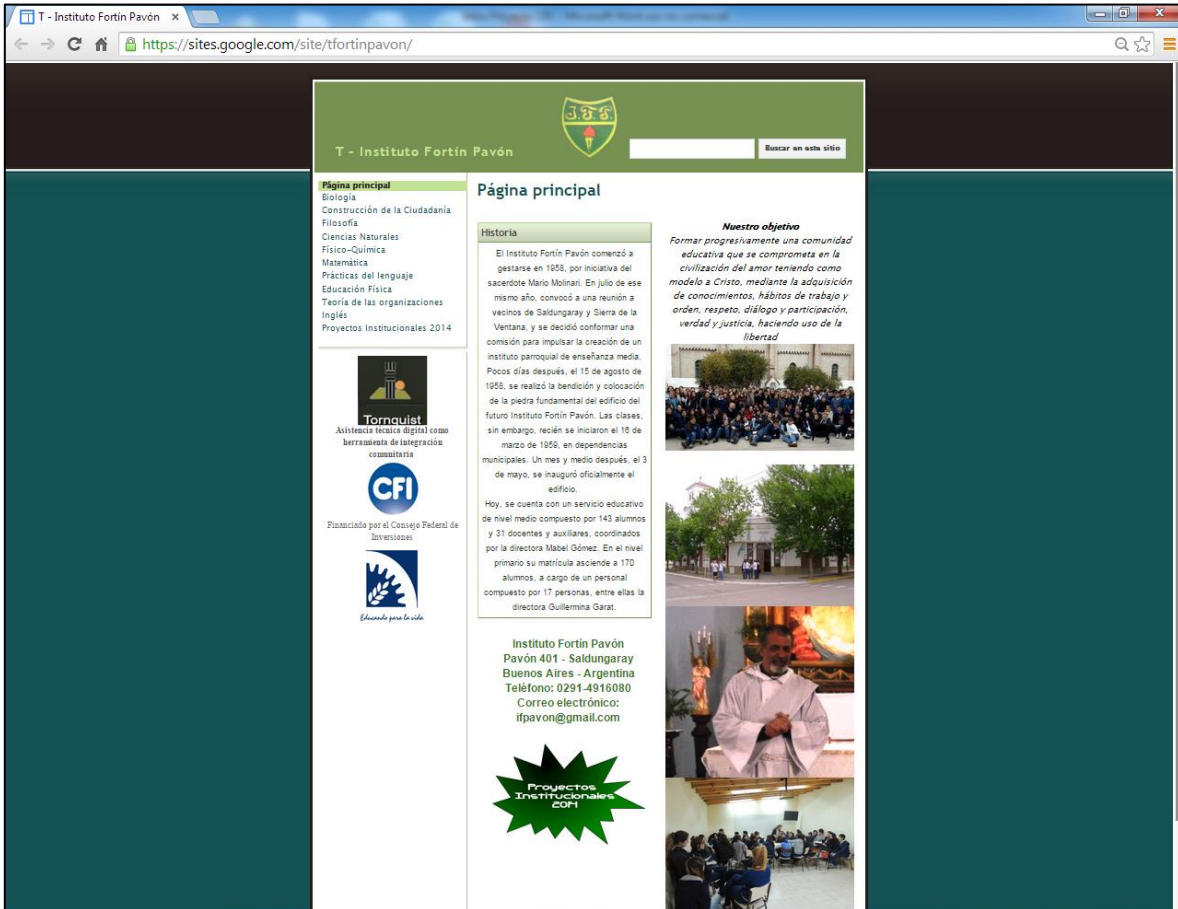 T - Instituto Fortín Pavón
https://sites.google.com/site/tfortinpavon/
J.F.S.
T - Instituto Fortín Pavón
Buscar en este sitio
Página principal
Biología
Construcción de la Ciudadanía
Filosofía
Ciencias Naturales
Físico-Química
Matemática
Prácticas del lenguaje
Educación Física
Teoría de las organizaciones
Inglés
Proyectos Institucionales 2014
Tornquist
Asistencia técnica digital como
herramienta de integración
comunitaria
CFI
Financiado por el Consejo Federal de
Inversiones
Educando para la vida
Página principal
Historia
El Instituto Fortín Pavón comenzó a
gestarse en 1958, por iniciativa del
sacerdote Mario Molinari. En julio de ese
mismo año, convocó a una reunión a
vecinos de Saldungaray y Sierra de la
Ventana, y se decidió conformar una
comisión para impulsar la creación de un
instituto parroquial de enseñanza media.
Pocos días después, el 15 de agosto de
1958, se realizó la bendición y colocación
de la piedra fundamental del edificio del
futuro Instituto Fortín Pavón. Las clases,
sin embargo, recién se iniciaron el 16 de
marzo de 1959, en dependencias
municipales. Un mes y medio después, el 3
de mayo, se inauguró oficialmente el
edificio.
Hoy, se cuenta con un servicio educativo
de nivel medio compuesto por 143 alumnos
y 31 docentes y auxiliares, coordinados
por la directora Mabel Gómez. En el nivel
primario su matrícula asciende a 170
alumnos, a cargo de un personal
compuesto por 17 personas, entre ellas la
directora Guillermina Garat.
Instituto Fortín Pavón
Pavón 401 - Saldungaray
Buenos Aires - Argentina
Teléfono: 0291-4916080
Correo electrónico:
ifpavon@gmail.com
Proyectos
Institucionales
2014
Nuestro objetivo
Formar progresivamente una comunidad
educativa que se comprometa en la
civilización del amor teniendo como
modelo a Cristo, mediante la adquisición
de conocimientos, hábitos de trabajo y
orden, respeto, diálogo y participación,
verdad y justicia, haciendo uso de la
libertad